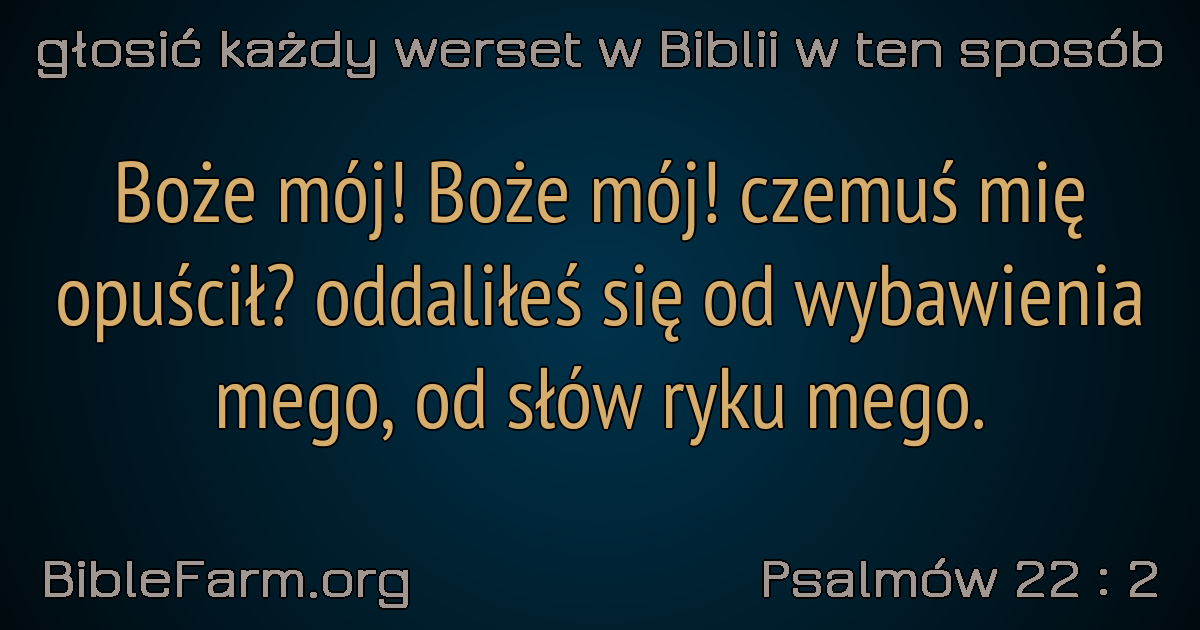 głosić każdy werset w Biblii w ten sposób
Boże mój! Boże mój! czemuś mię
opuścił? oddaliłeś się od wybawienia
mego, od słów ryku mego.
BibleFarm.org
Psalmów 22 : 2